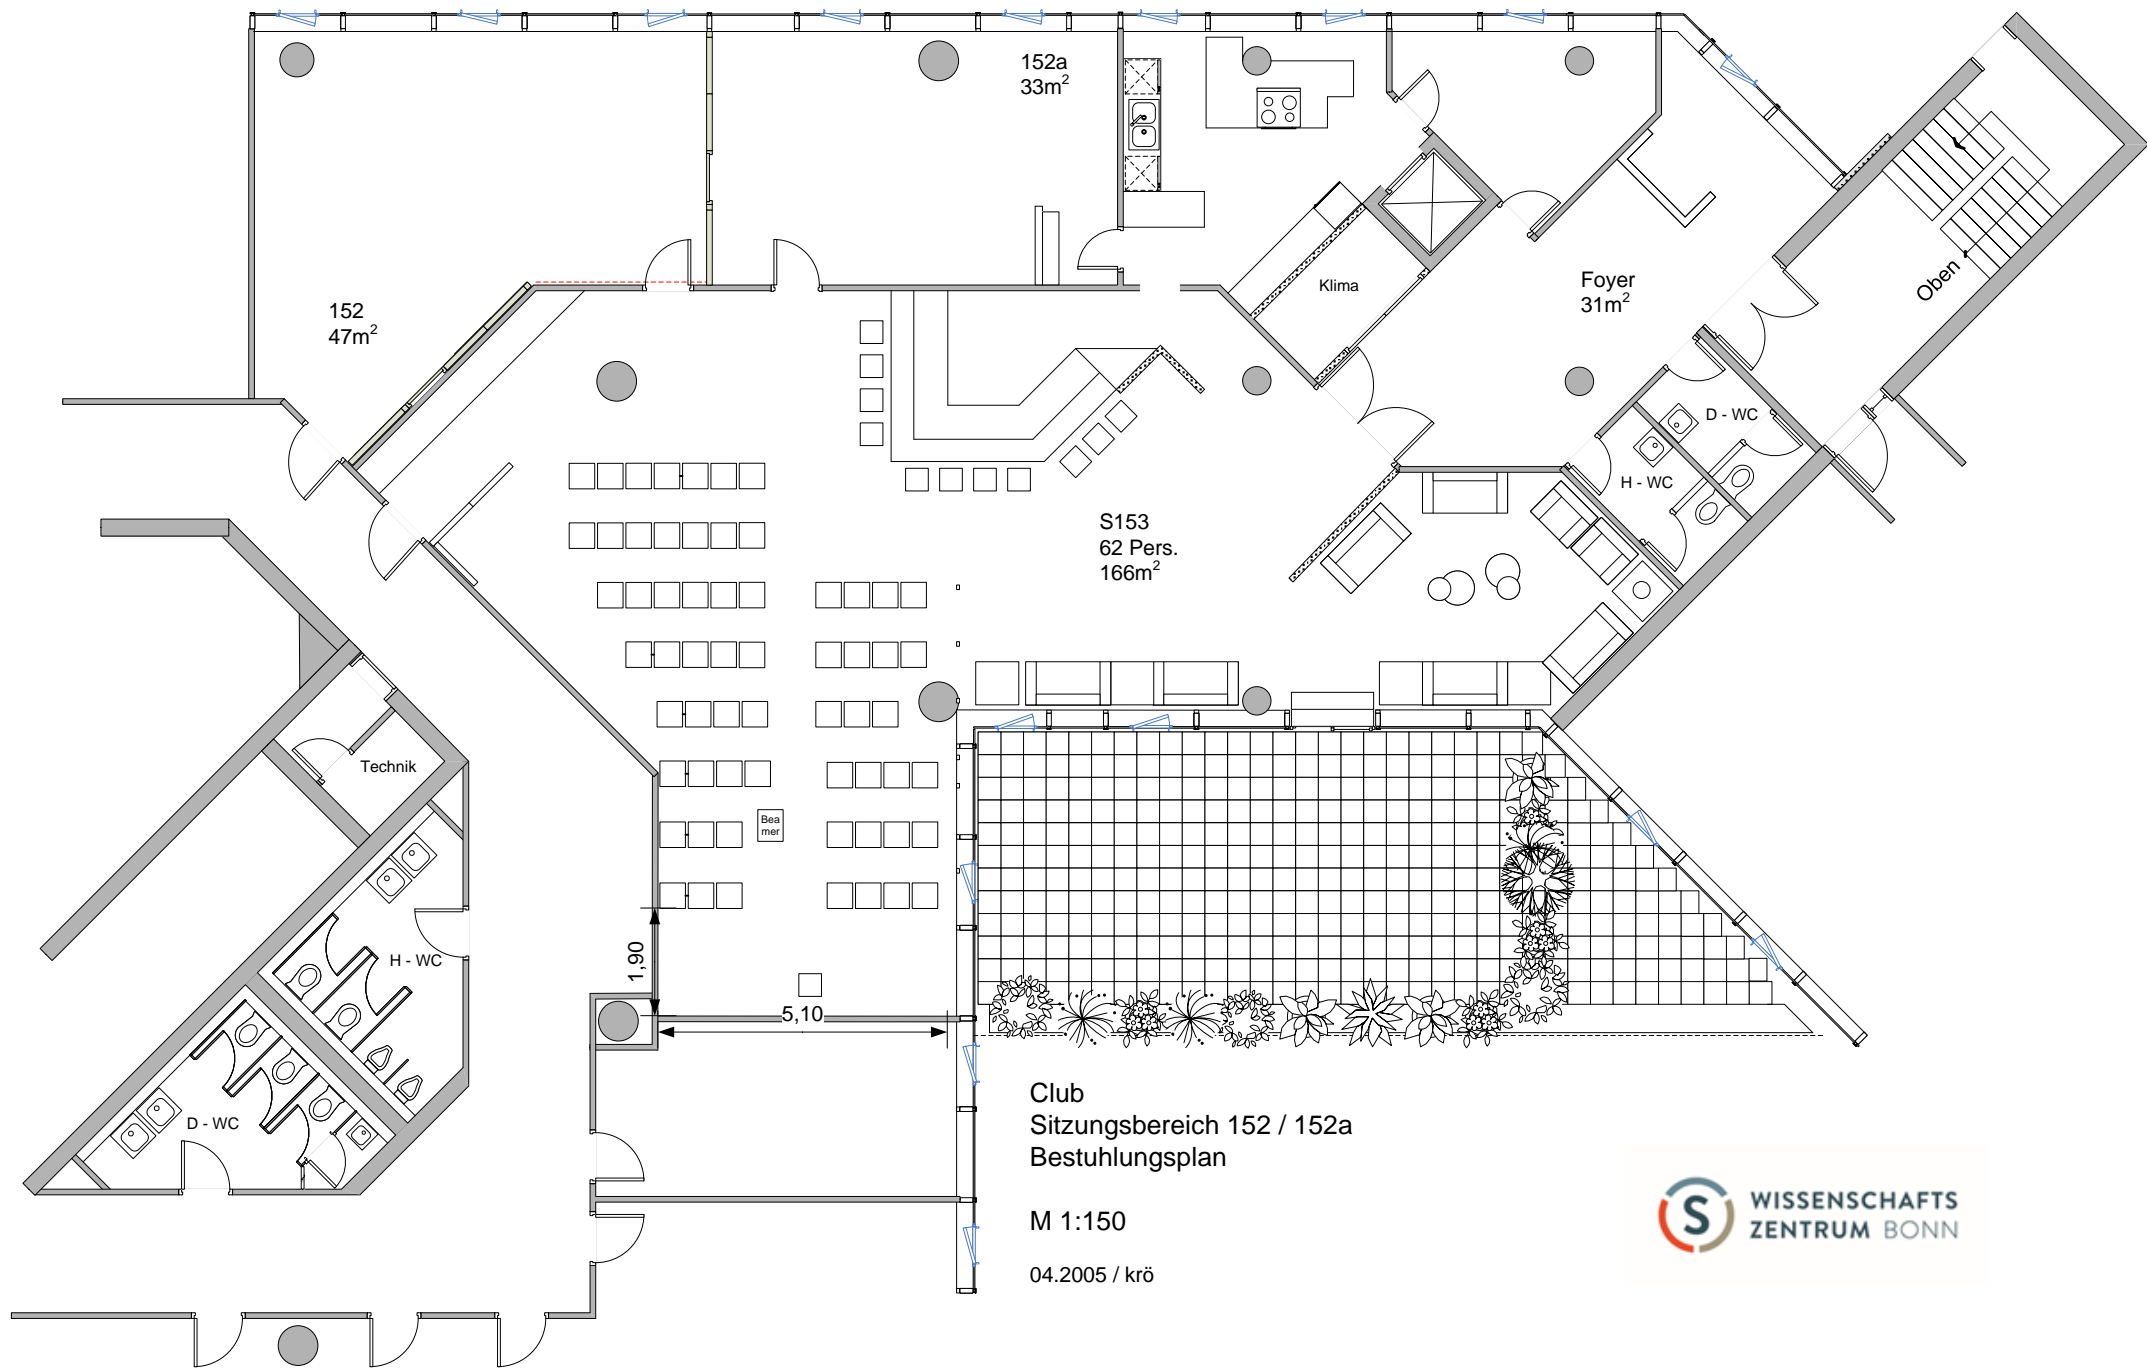 152a
33m²
152
47m²
Klima
Foyer
31m²
Oben
D - WC
H - WC
S153
62 Pers.
166m²
Technik
Bea
mer
H - WC
1,90
5,10
D - WC
Club
Sitzungsbereich 152 / 152a
Bestuhlungsplan
M 1:150
04.2005 / krö
S
WISSENSCHAFTS
ZENTRUM BONN